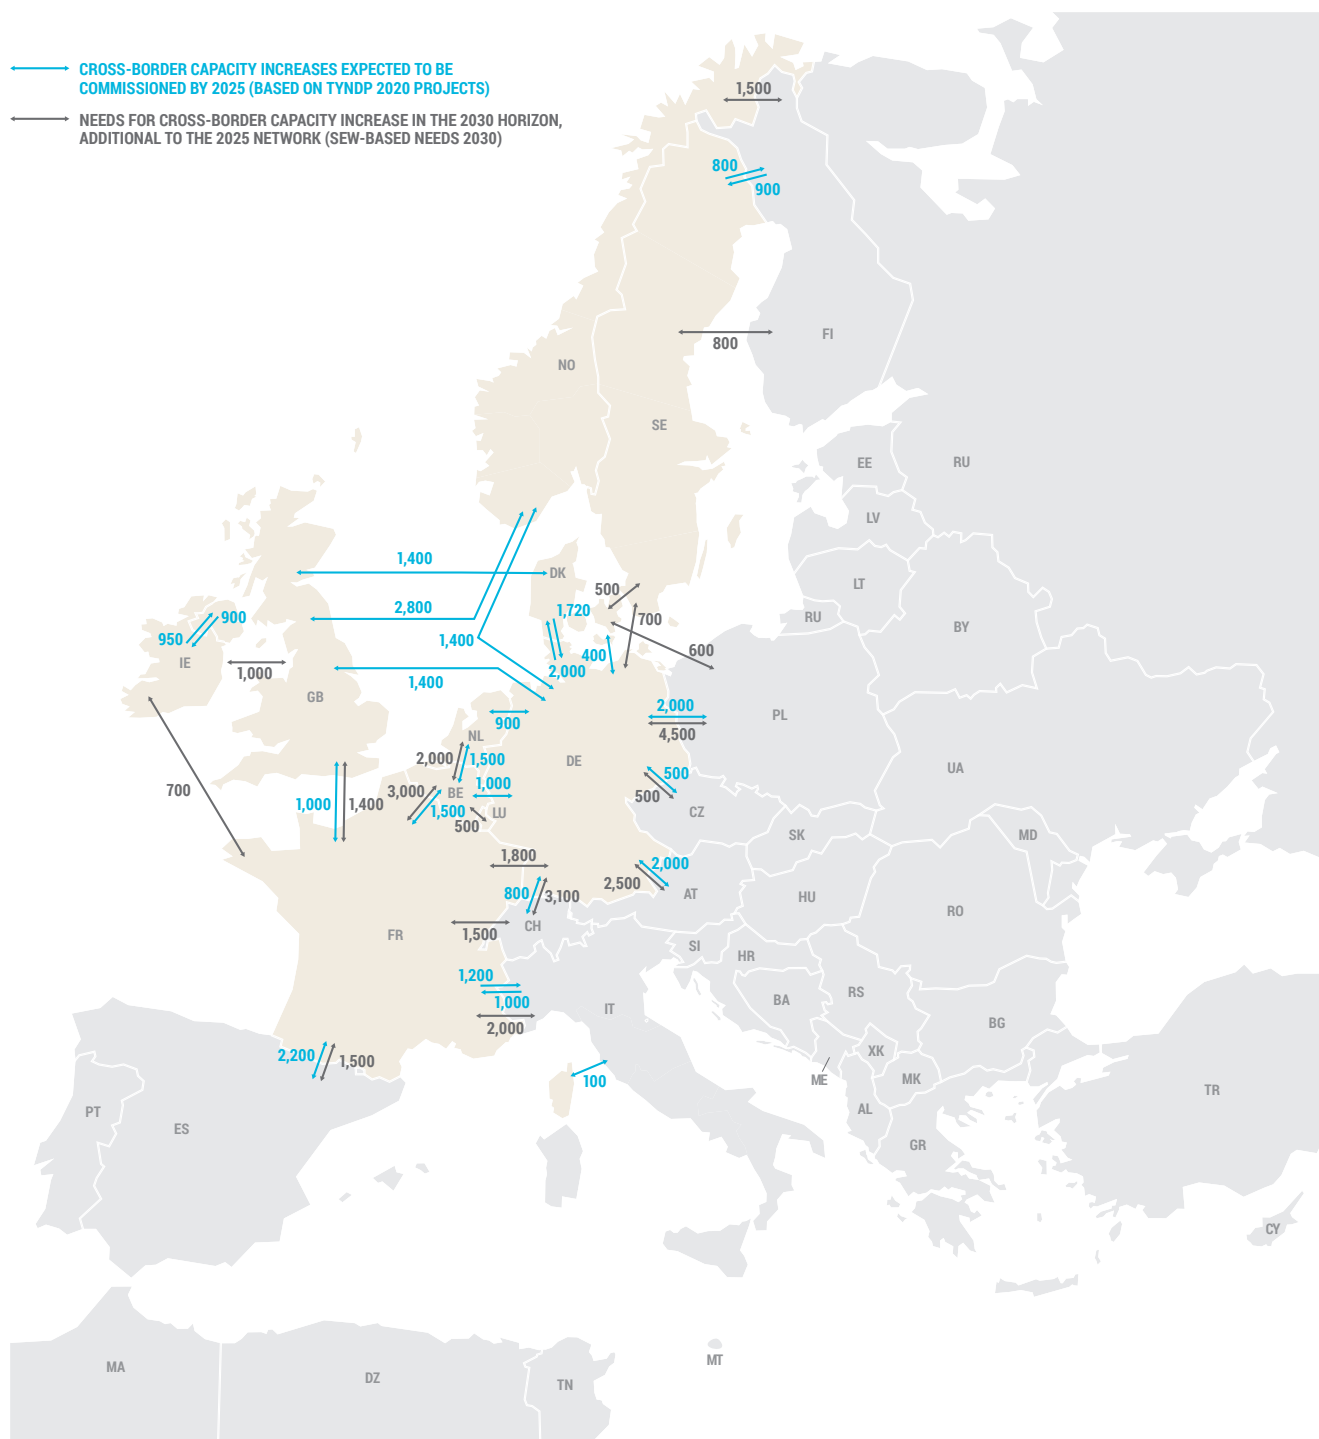 CROSS-BORDER CAPACITY INCREASES EXPECTED TO BE
COMMISSIONED BY 2025 (BASED ON TYNDP 2020 PROJECTS)
NEEDS FOR CROSS-BORDER CAPACITY INCREASE IN THE 2030 HORIZON,
ADDITIONAL TO THE 2025 NETWORK (SEW-BASED NEEDS 2030)
1,500
800
900
FI
800
NO
SE
EE
RU
LV
1,400
DK
LT
500
2,800
1,720
900
950
1,400
700
RU
BY
400
600
IE
1,000
2,000
1,400
GB
2,000
PL
900
4,500
NL
2,000
1,500
DE
UA
500
1,000
700
3,000
BE
500
1,000
1,400
1,500
LU
CZ
500
SK
MD
1,800
2,000
2,500
800
3,100
AT
HU
RO
FR
1,500
CH
SI
HR
1,200
1,000
IT
BA
RS
2,000
BG
2,200
1,500
XK
100
ME
MK
PT
AL
TR
ES
GR
CY
MT
MA
DZ
TN